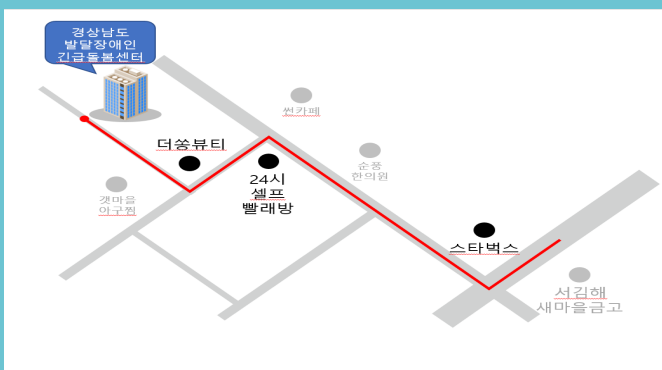 경상남도
발달장애인
긴급돌봄센터
썬카페
더쏭뷰티
순풍
한의원
24시
셀프
빨래방
갯마을
아구찜
스타벅스
서김해
새마을금고